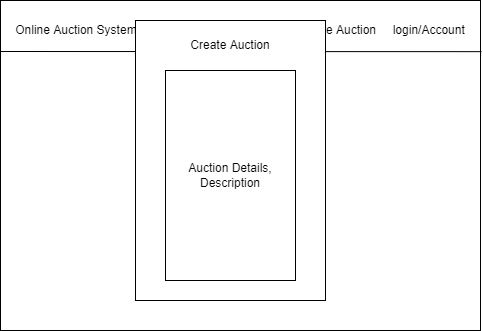 Online Auction System
e Auction
login/Account
Create Auction
Auction Details,
Description